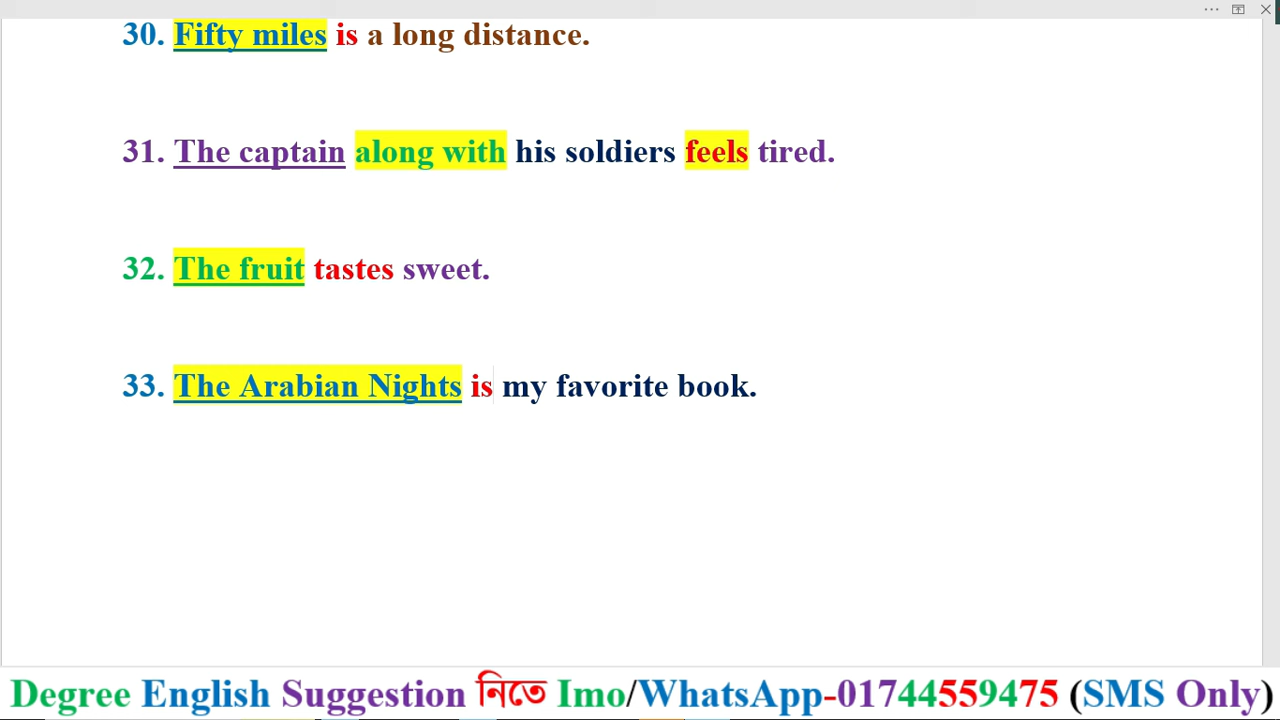 30. Fifty miles is a long distance.
31. The captain along with his soldiers feels tired.
32. The fruit tastes sweet.
33. The Arabian Nights is my favorite book.
Degree English Suggestion নিতে Imo/WhatsApp-01744559475 (SMS Only)